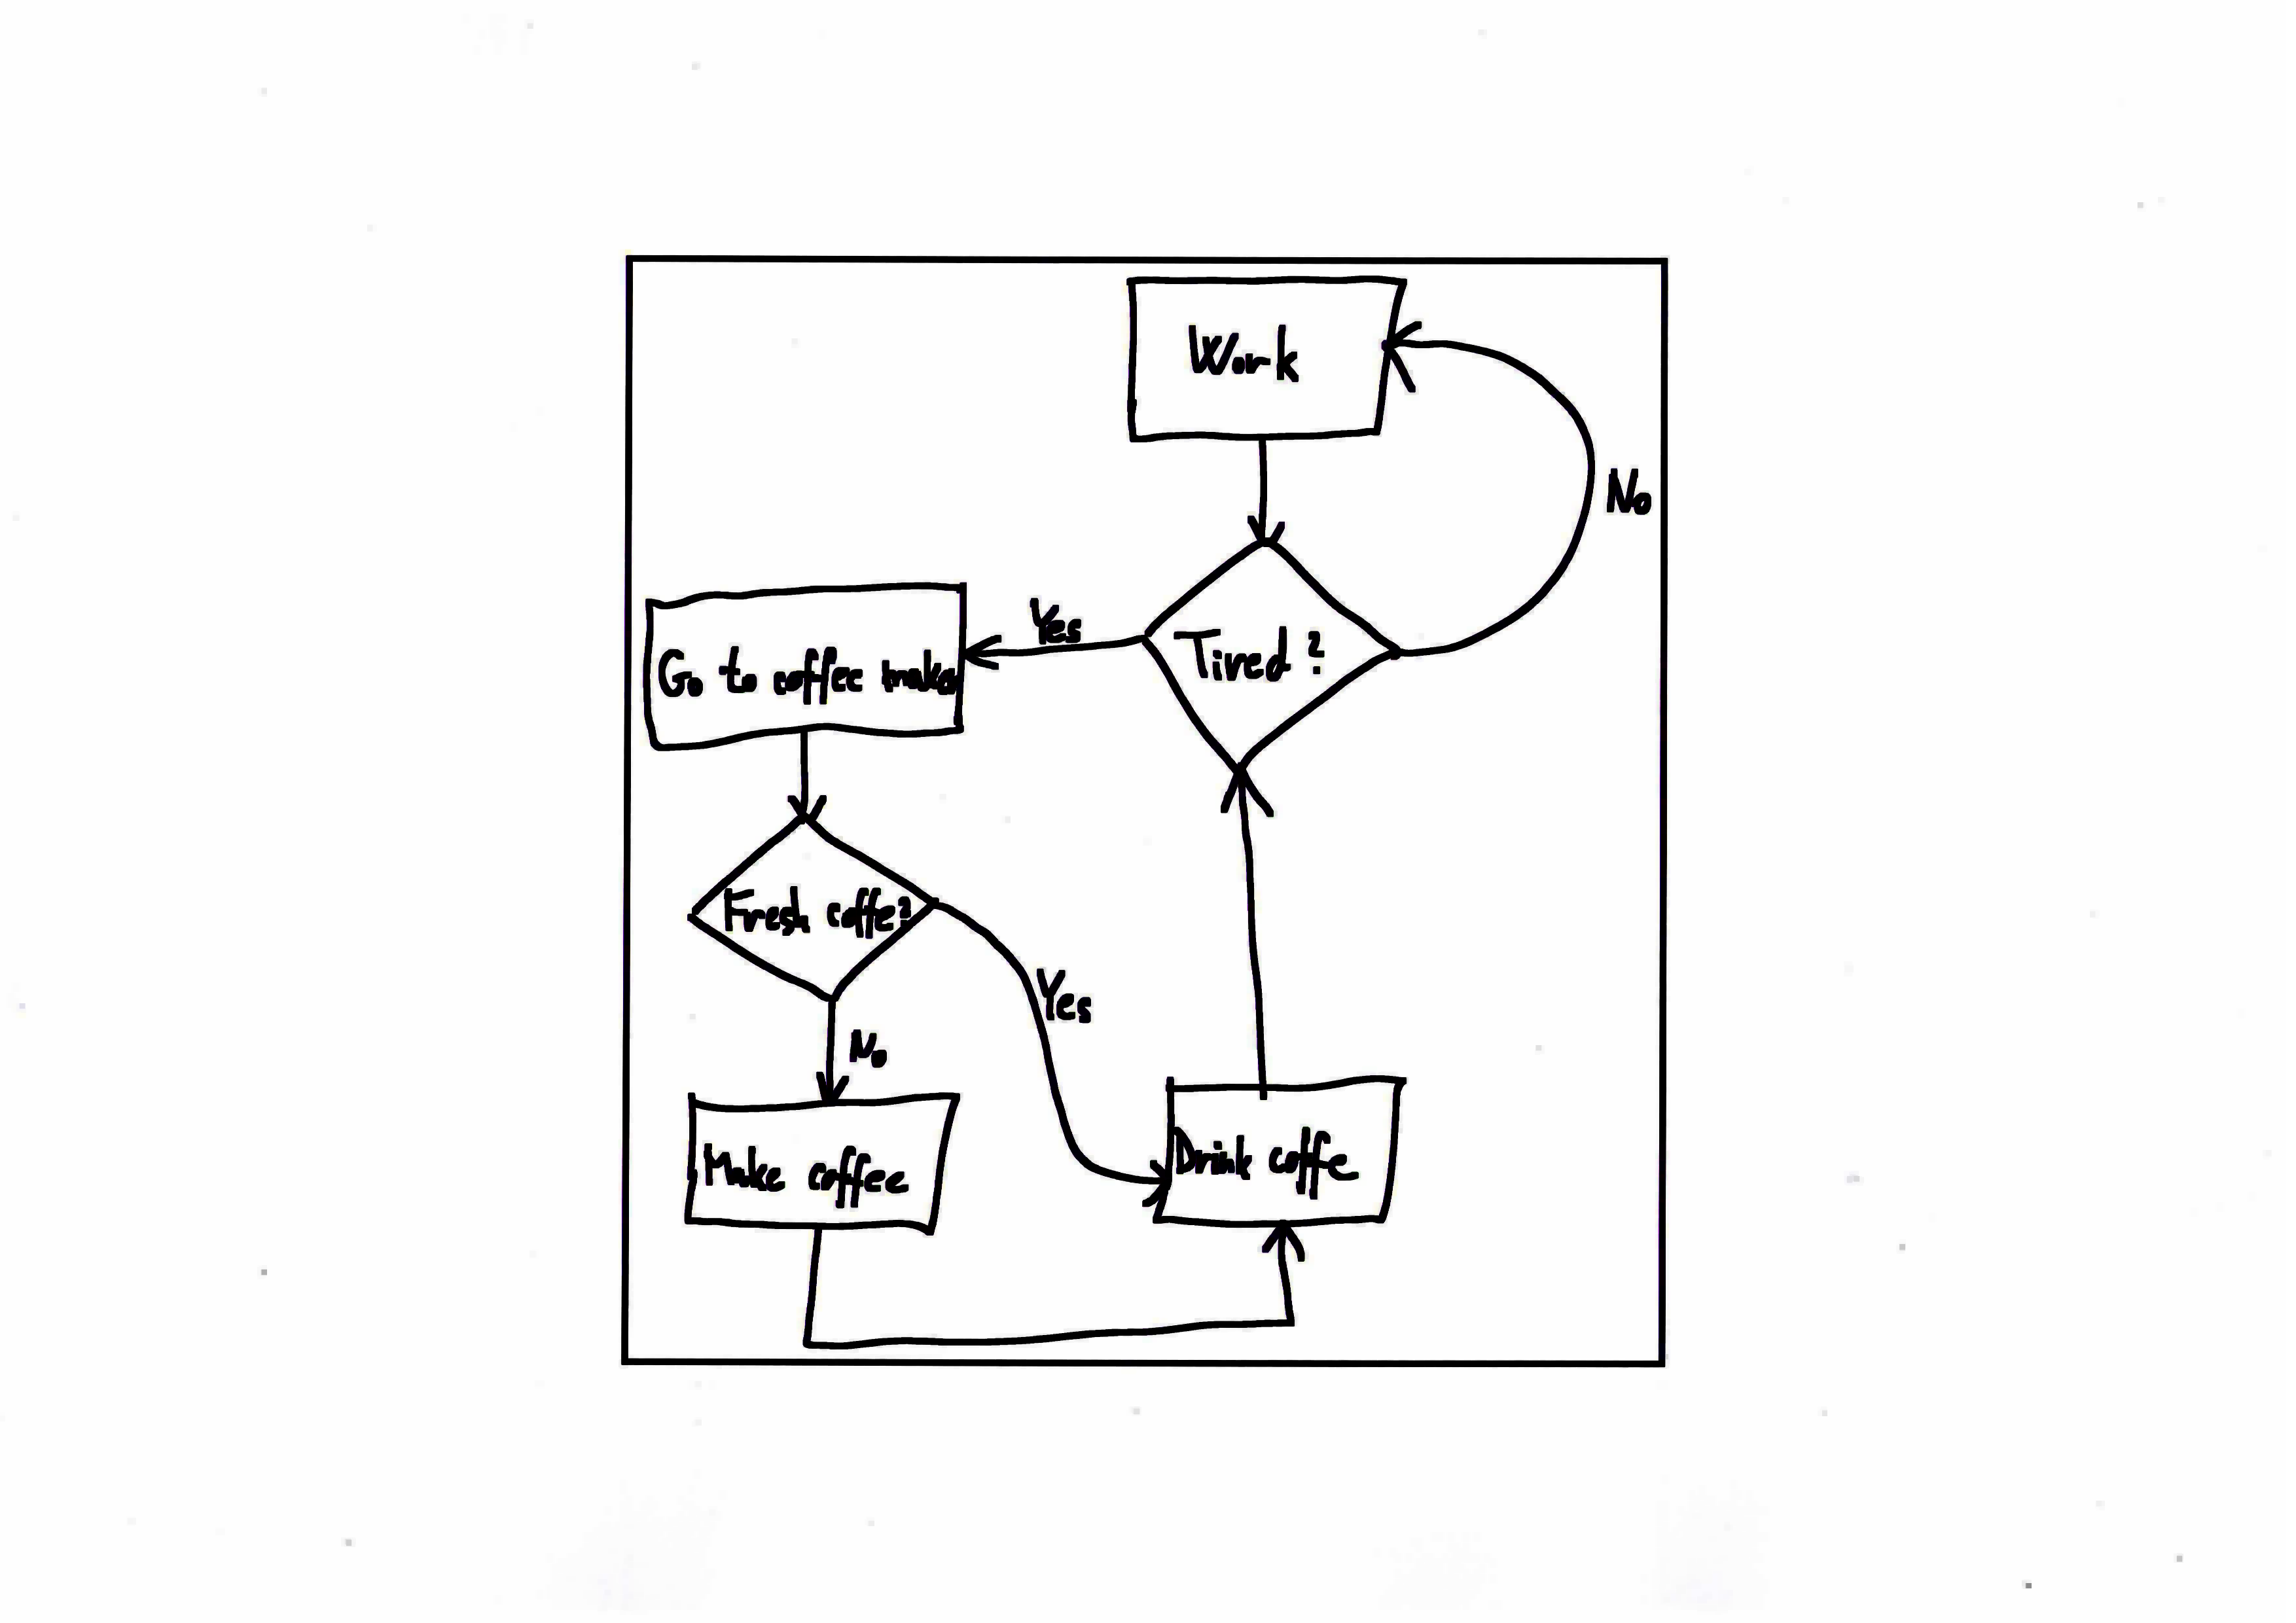 Work
No
Yes
Tired?
Go to coffee maker
Fresh coffe?
Yes
No
Make coffee
Drink coffe